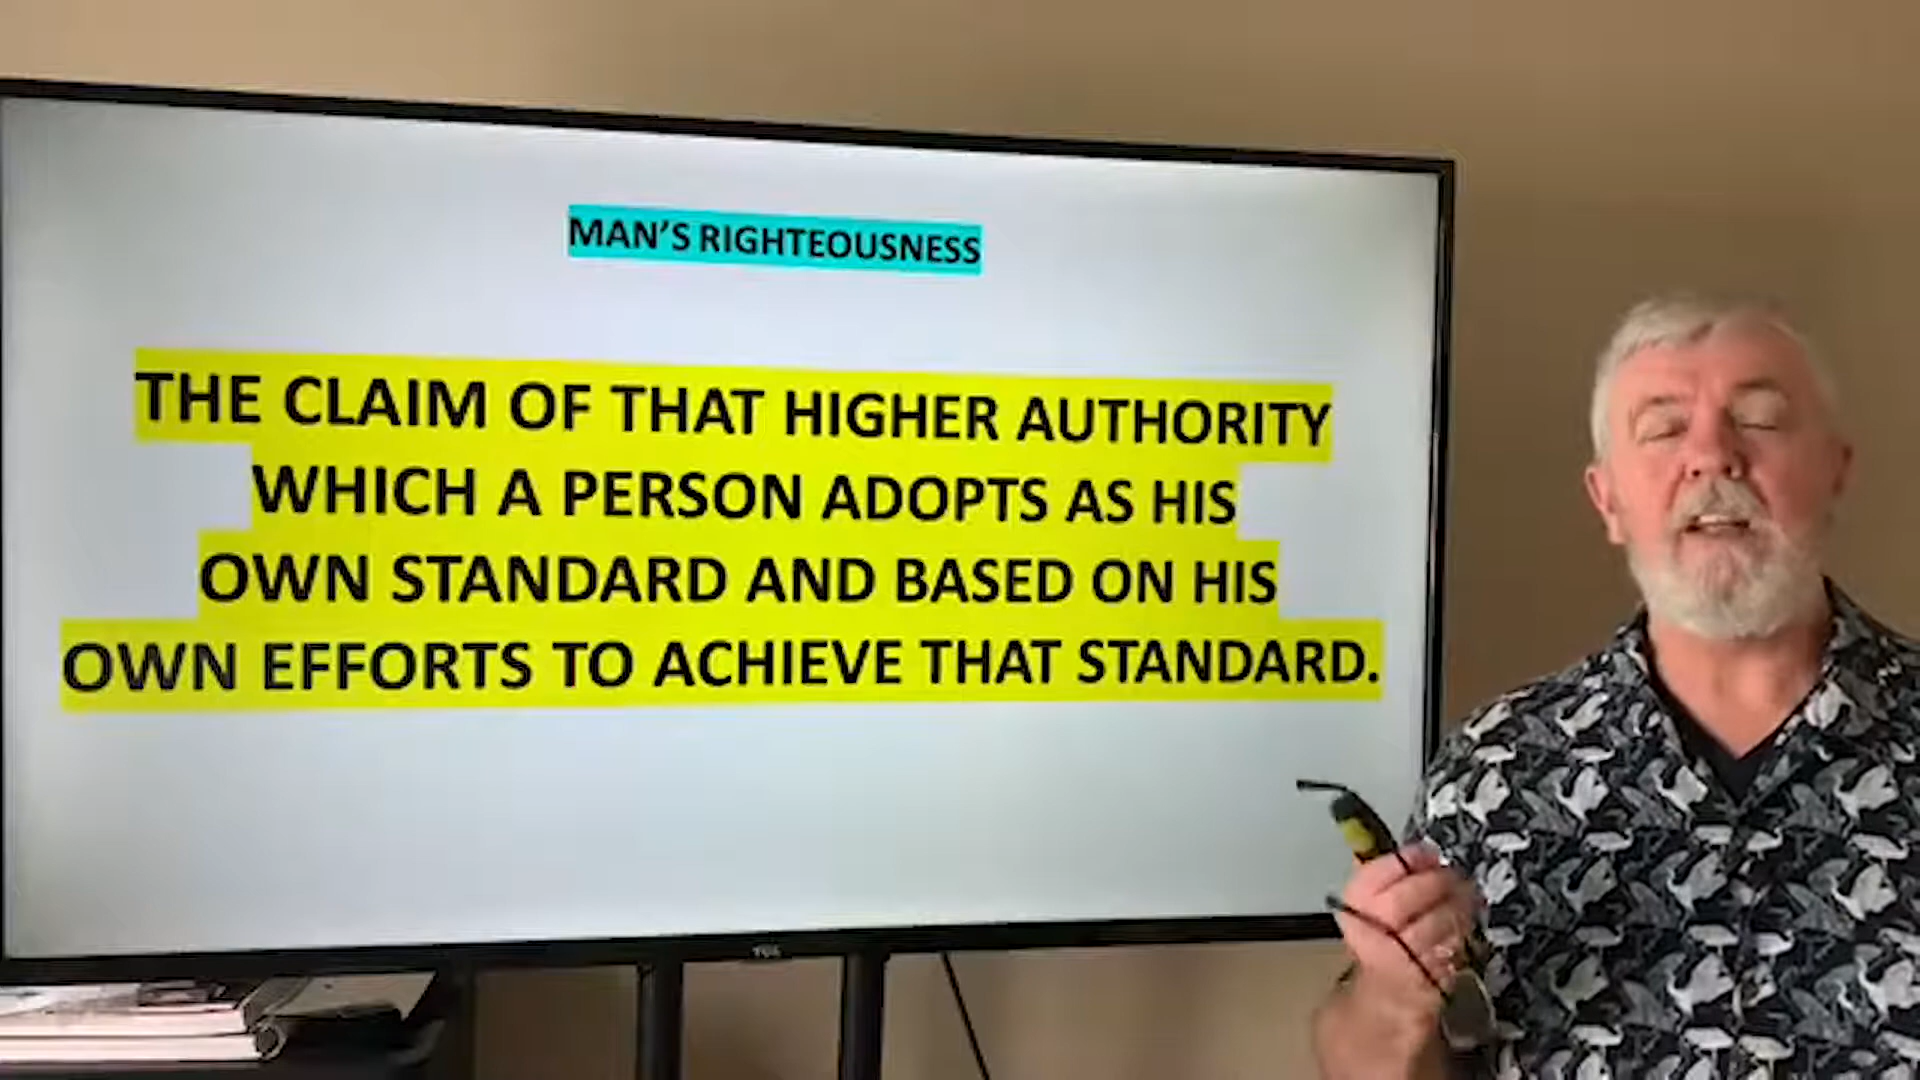 MAN'S RIGHTEOUSNESS
THE CLAIM OF THAT HIGHER AUTHORITY
WHICH A PERSON ADOPTS AS HIS
OWN STANDARD AND BASED ON HIS
OWN EFFORTS TO ACHIEVE THAT STANDARD.
TCL